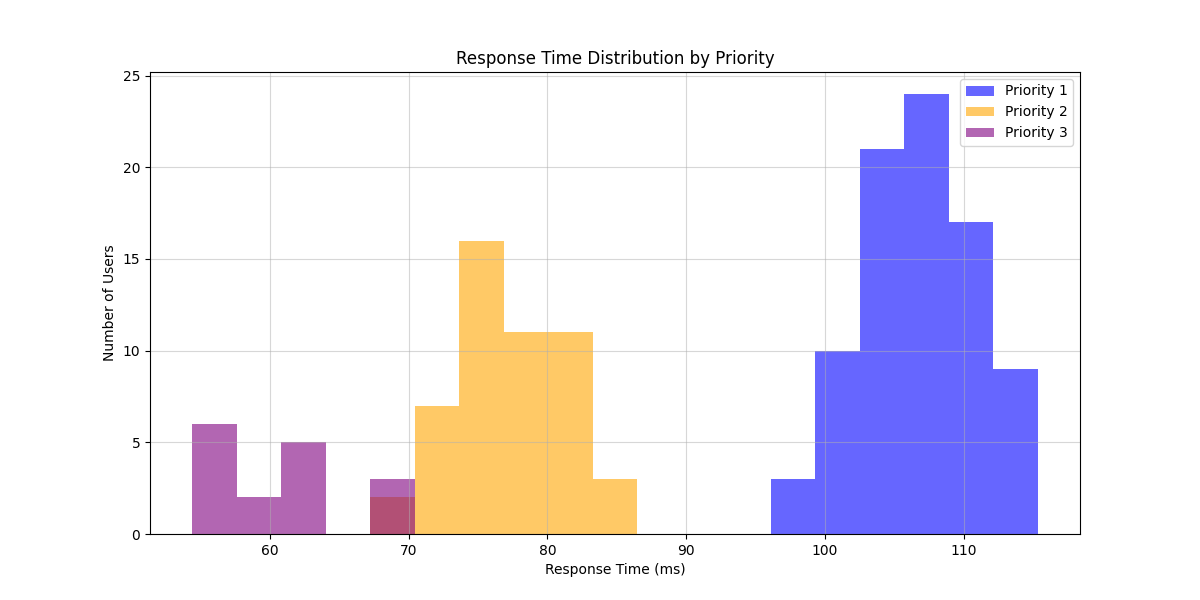 Response Time Distribution by Priority
25
20
15
10
5
0
Number of Users
Priority 1
Priority 2
Priority 3
60 70 80 90 100 110
Response Time (ms)